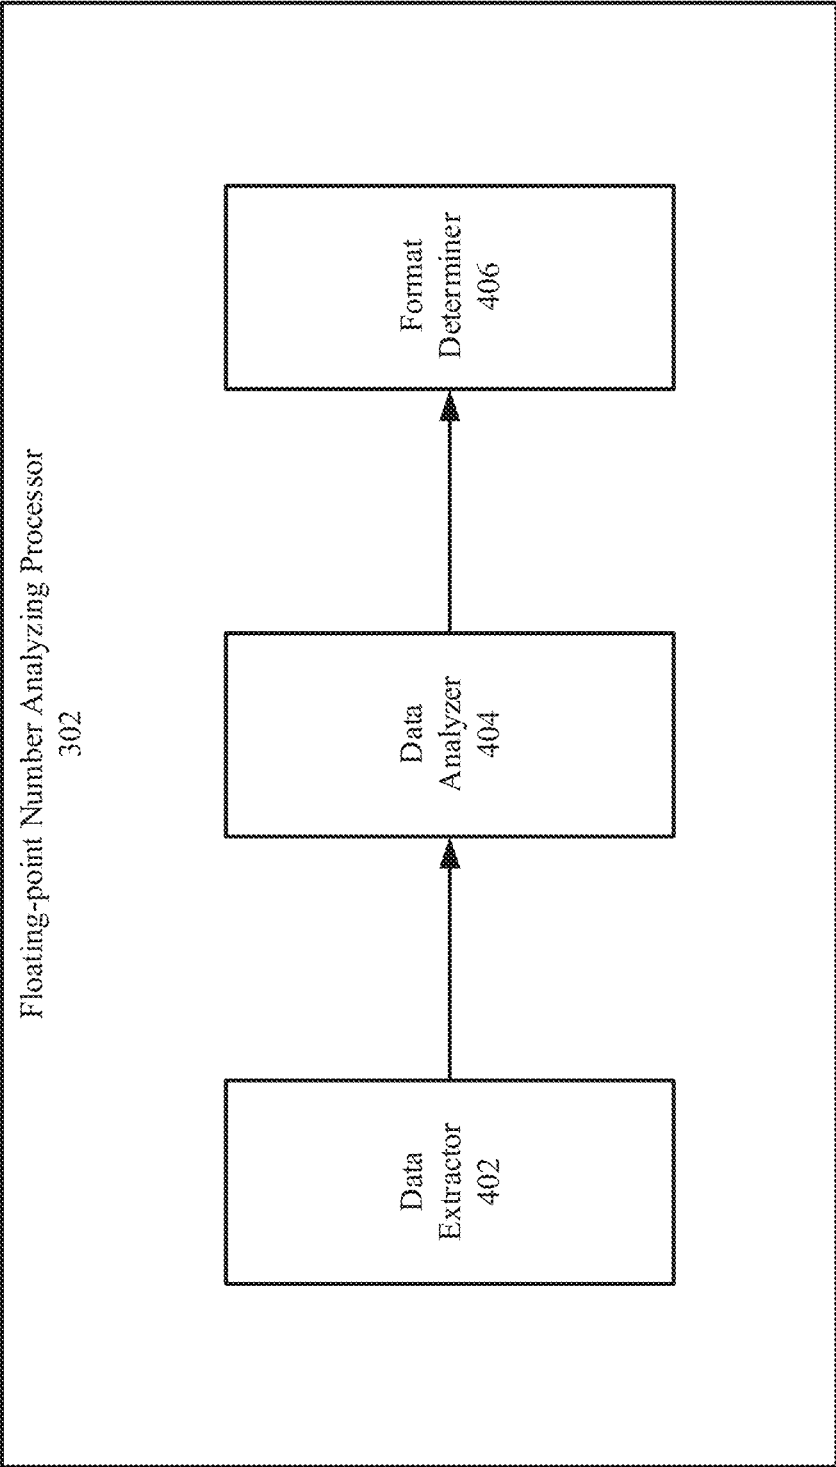 Floating-point Number Analyzing Processor
302
Data
Extractor
402
Data
Analyzer
404
Format
Determiner
406